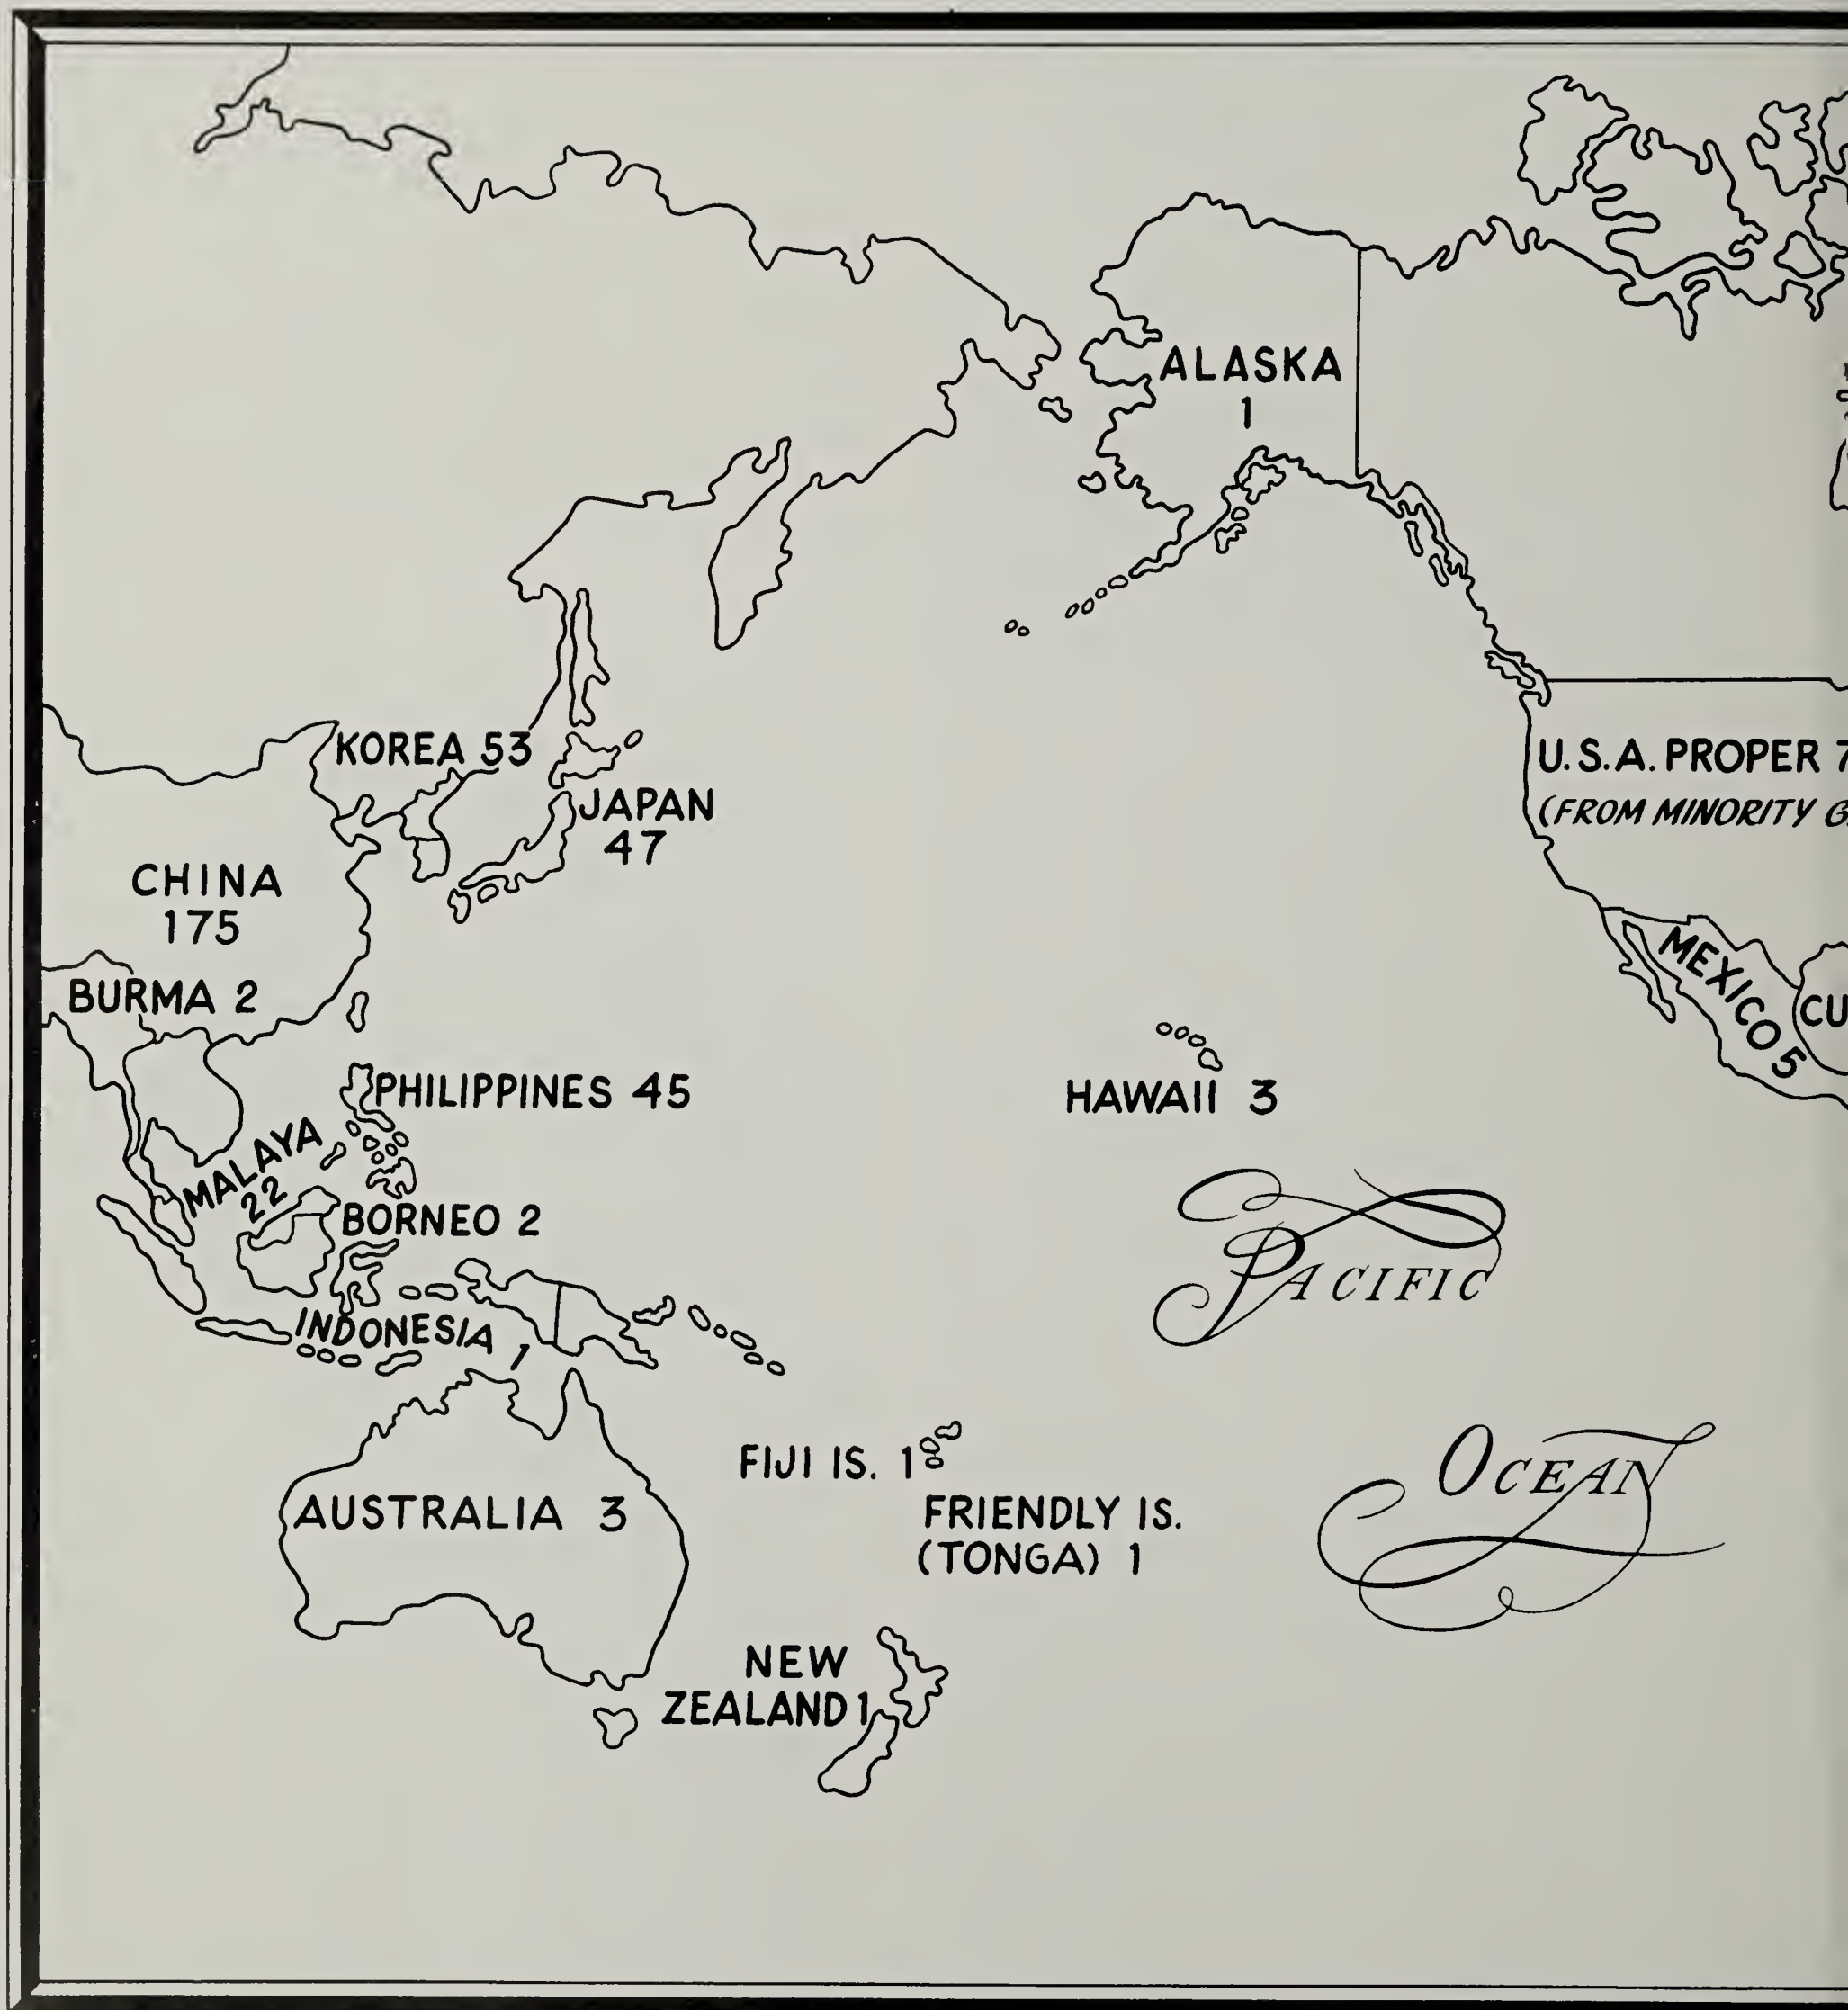 ALASKA
1
U.S.A. PROPER 7
(FROM MINORITY G
KOREA 53
JAPAN
47
CHINA
175
BURMA 2
MEXICO 5
CU
PHILIPPINES 45
HAWAII 3
MALAYA
22
BORNEO 2
PACIFIC
INDONESIA
1
OCEAN
FIJI IS. 1
AUSTRALIA 3
FRIENDLY IS.
(TONGA) 1
NEW
ZEALAND 1